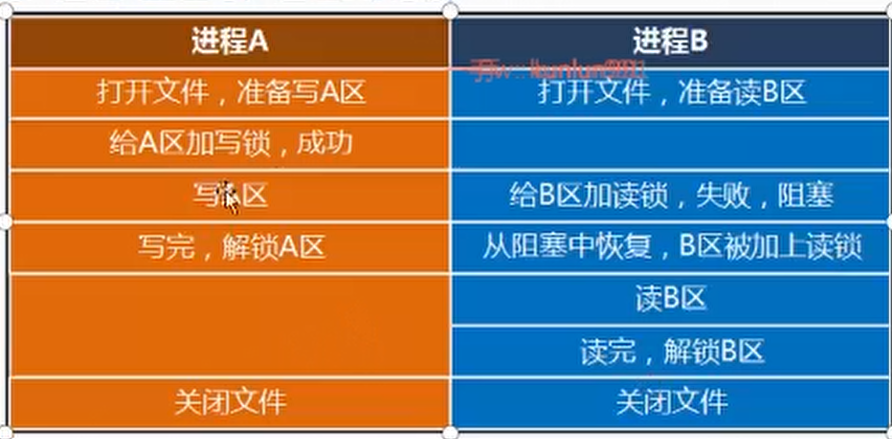 进程A 进程B
打开文件，准备写A区 打开文件，准备读B区
给A区加写锁，成功
写A区 给B区加读锁，失败，阻塞
写完，解锁A区 从阻塞中恢复，B区被加上读锁
读B区
读完，解锁B区
关闭文件 关闭文件